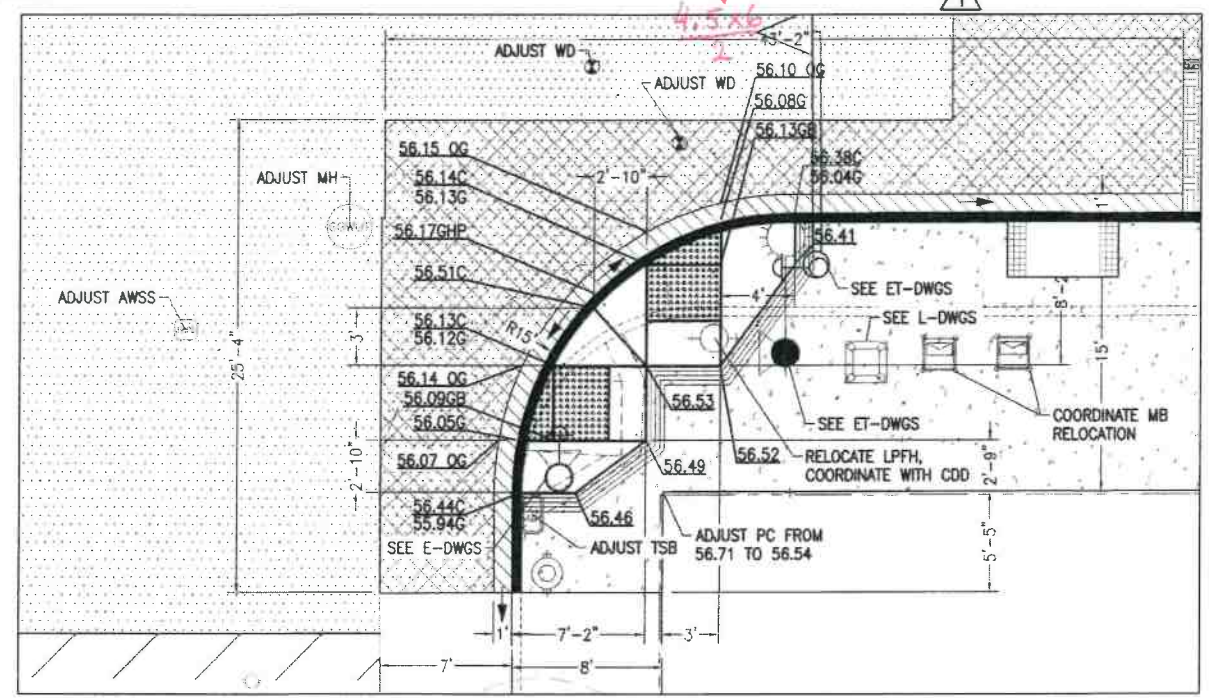 4.5 x 6
2
1
43'-2"
ADJUST WD
ADJUST WD
56.10 OG
56.08G
56.13GB
56.15 OG
56.14C
56.13G
2'-10"
56.38C
56.04G
ADJUST MH
56.17GHP
56.41
1'
56.51C
4'
SEE ET-DWGS
ADJUST AWSS
SEE L-DWGS
56.13C
56.12G
R15'
3'
15'
25'-4"
56.14 OG
56.09GB
56.05G
56.07 OG
56.53
SEE ET-DWGS
COORDINATE MB
RELOCATION
56.49
56.52
RELOCATE LPFH,
COORDINATE WITH CDD
2'-10"
2'-9"
56.44C
55.94G
56.46
SEE E-DWGS
ADJUST TSB
ADJUST PC FROM
56.71 TO 56.54
5'-5"
1'
7'-2"
3'
7'
8'